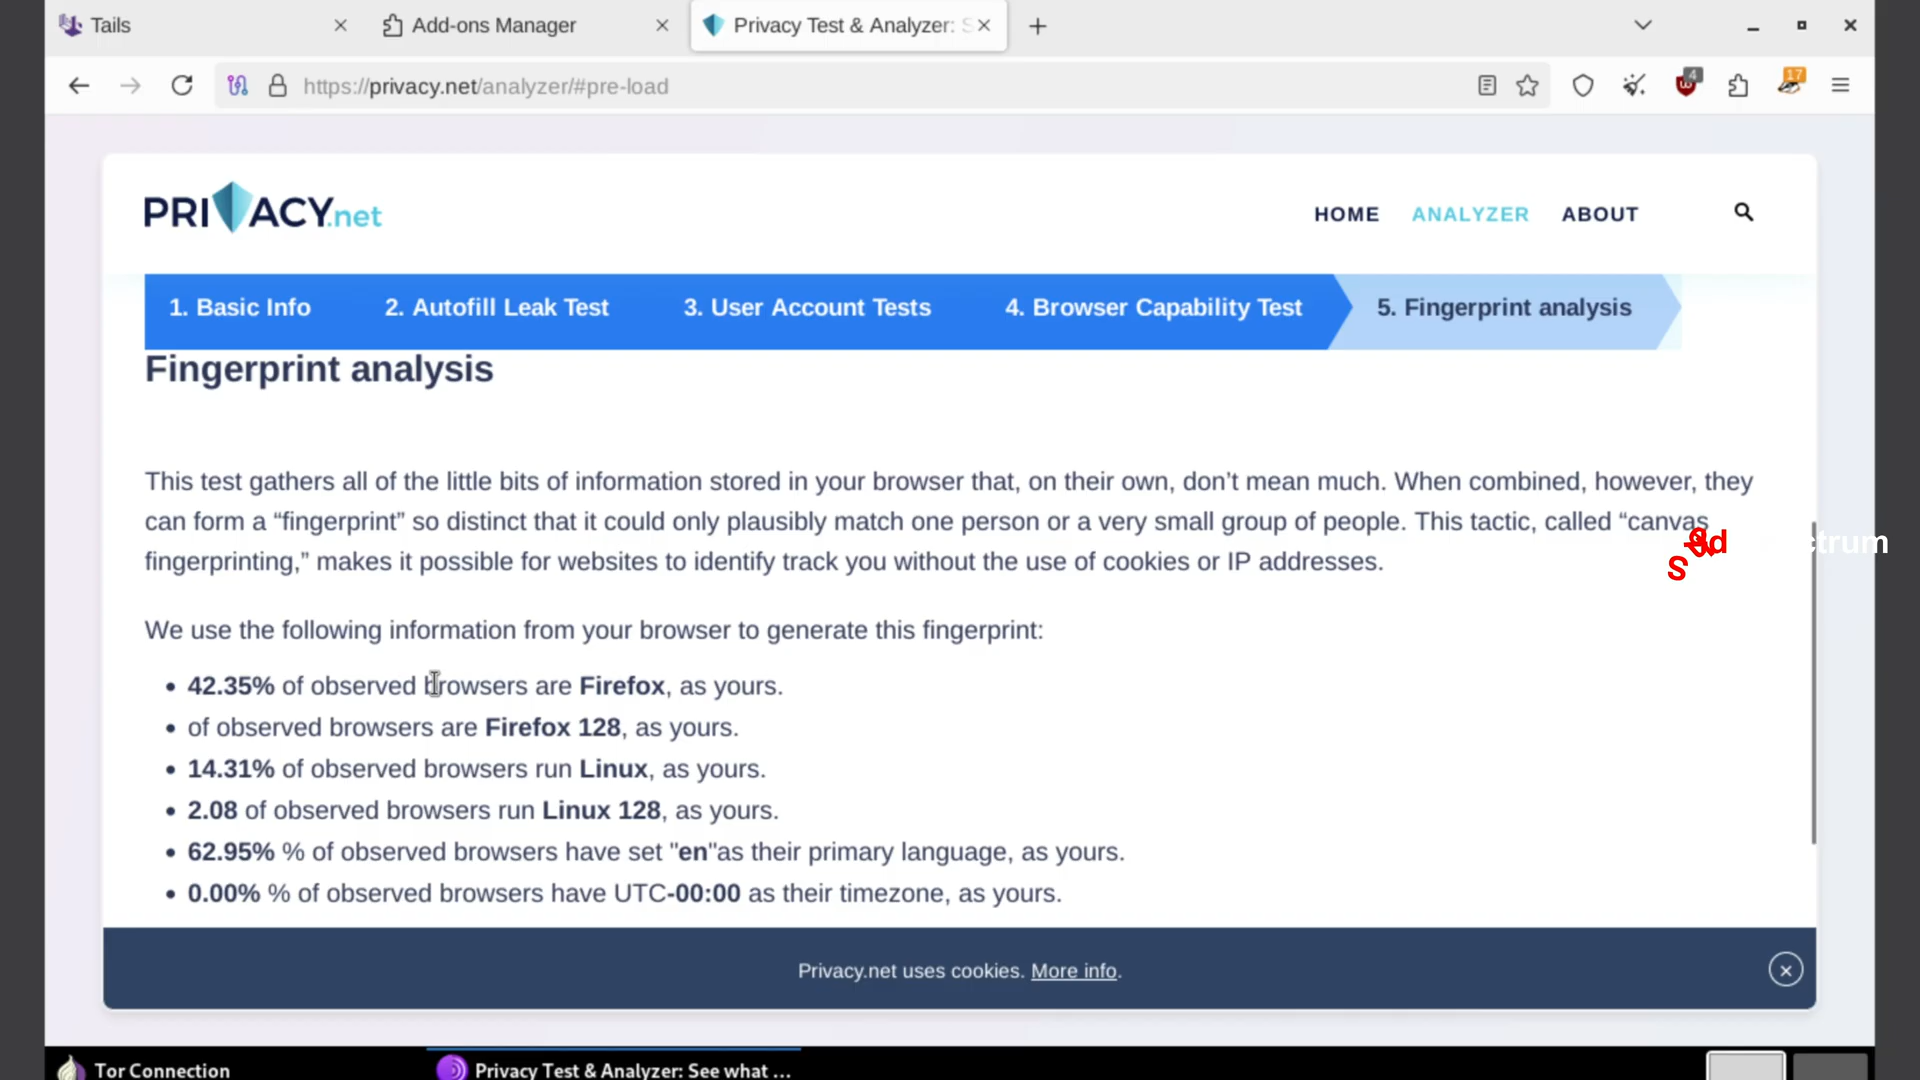 Tails
Add-ons Manager
Privacy Test & Analyzer: S
https://privacy.net/analyzer/#pre-load
4
17
PRIVACY.net
HOME ANALYZER ABOUT
1. Basic Info 2. Autofill Leak Test 3. User Account Tests 4. Browser Capability Test 5. Fingerprint analysis
Fingerprint analysis
This test gathers all of the little bits of information stored in your browser that, on their own, don’t mean much. When combined, however, they
can form a “fingerprint” so distinct that it could only plausibly match one person or a very small group of people. This tactic, called “canvas
fingerprinting,” makes it possible for websites to identify track you without the use of cookies or IP addresses.
We use the following information from your browser to generate this fingerprint:
• 42.35% of observed browsers are Firefox, as yours.
• of observed browsers are Firefox 128, as yours.
• 14.31% of observed browsers run Linux, as yours.
• 2.08 of observed browsers run Linux 128, as yours.
• 62.95% % of observed browsers have set "en"as their primary language, as yours.
• 0.00% % of observed browsers have UTC-00:00 as their timezone, as yours.
Privacy.net uses cookies. More info.
Tor Connection
Privacy Test & Analyzer: See what ...